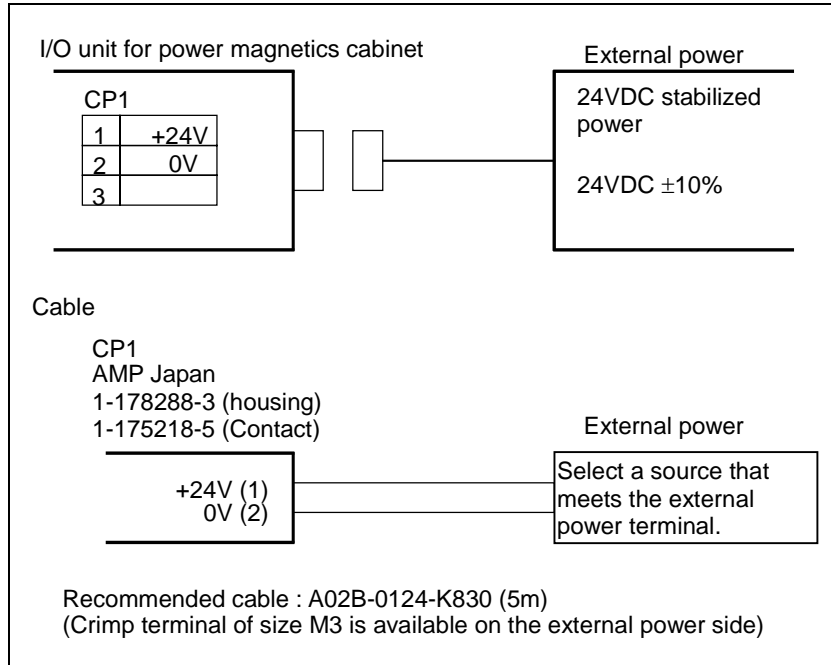 I/O unit for power magnetics cabinet
External power
CP1
1 +24V
2 0V
3
24VDC stabilized
power
24VDC ±10%
Cable
CP1
AMP Japan
1-178288-3 (housing)
1-175218-5 (Contact)
External power
+24V (1)
0V (2)
Select a source that
meets the external
power terminal.
Recommended cable : A02B-0124-K830 (5m)
(Crimp terminal of size M3 is available on the external power side)